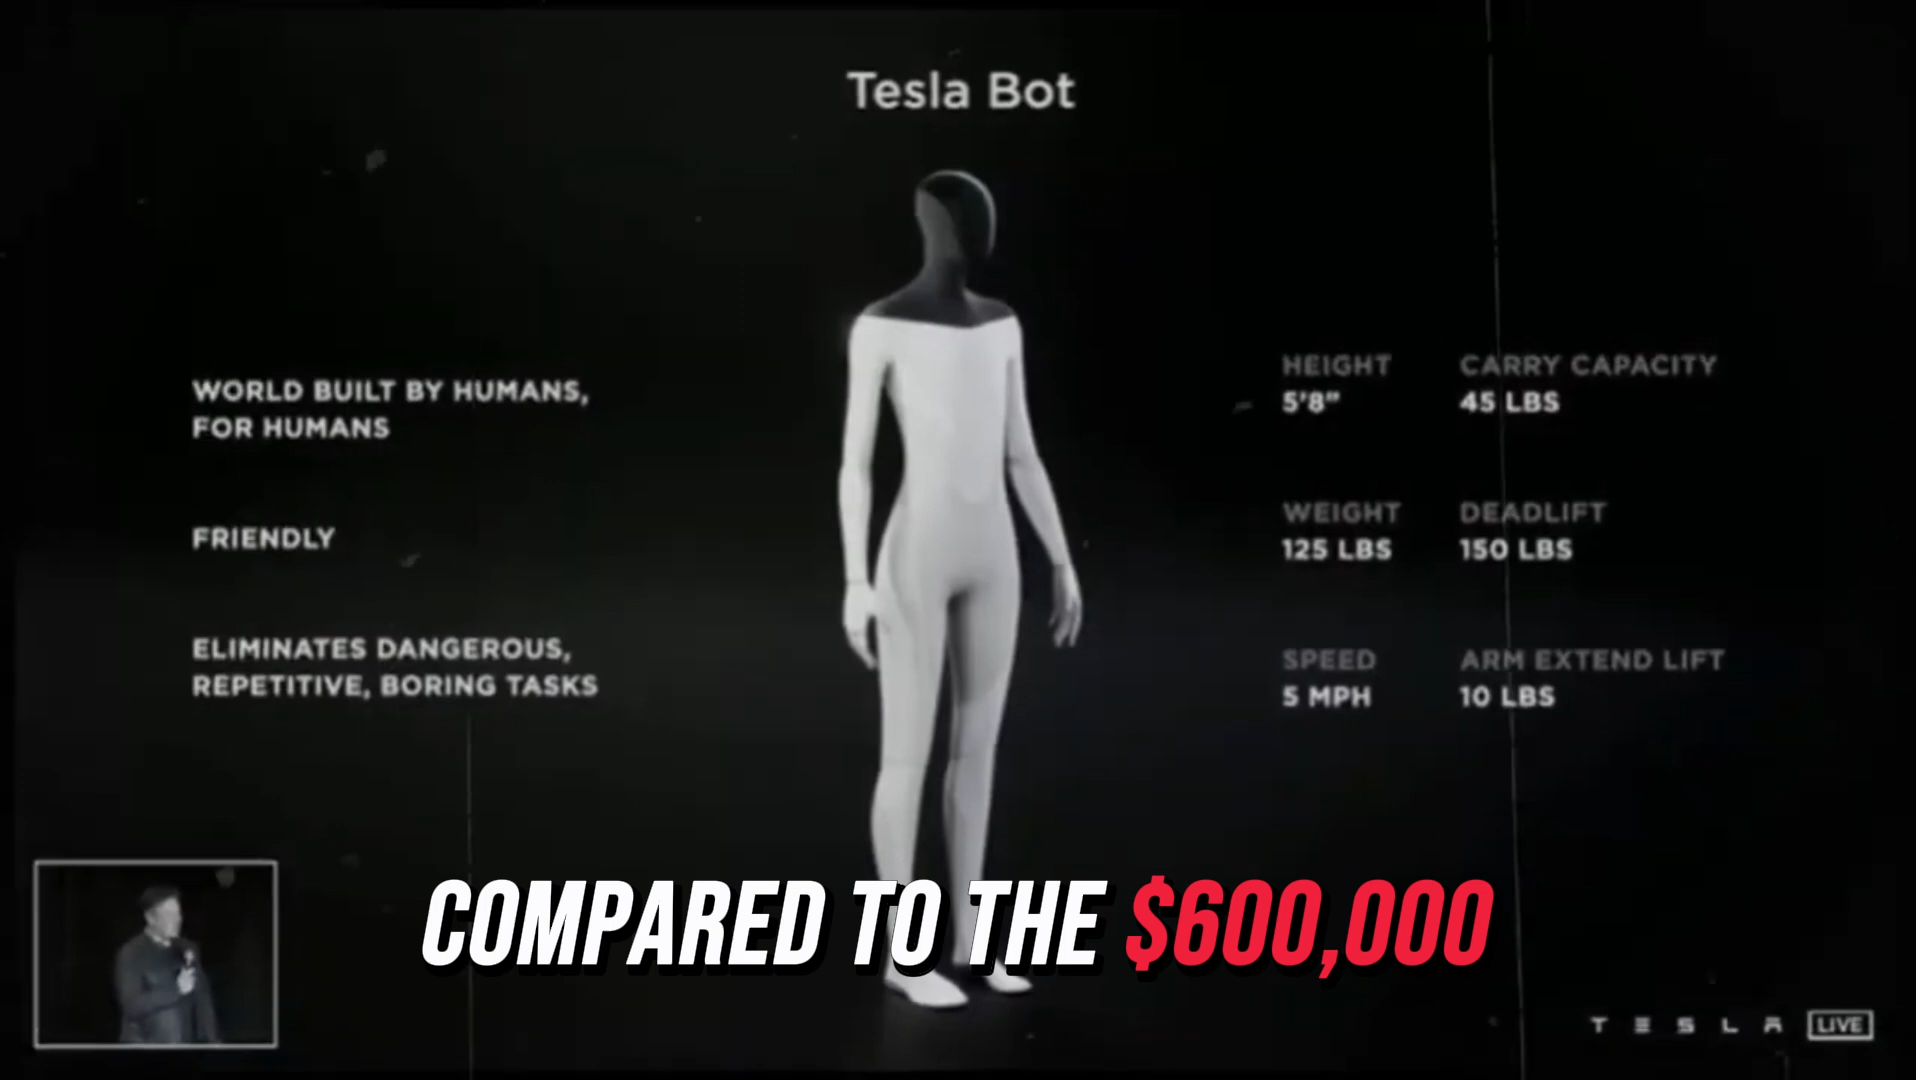 Tesla Bot
WORLD BUILT BY HUMANS,
FOR HUMANS
FRIENDLY
ELIMINATES DANGEROUS,
REPETITIVE, BORING TASKS
HEIGHT
5'8"
CARRY CAPACITY
45 LBS
WEIGHT
125 LBS
DEADLIFT
150 LBS
SPEED
5 MPH
ARM EXTEND LIFT
10 LBS
COMPARED TO THE $600,000
TESLA LIVE